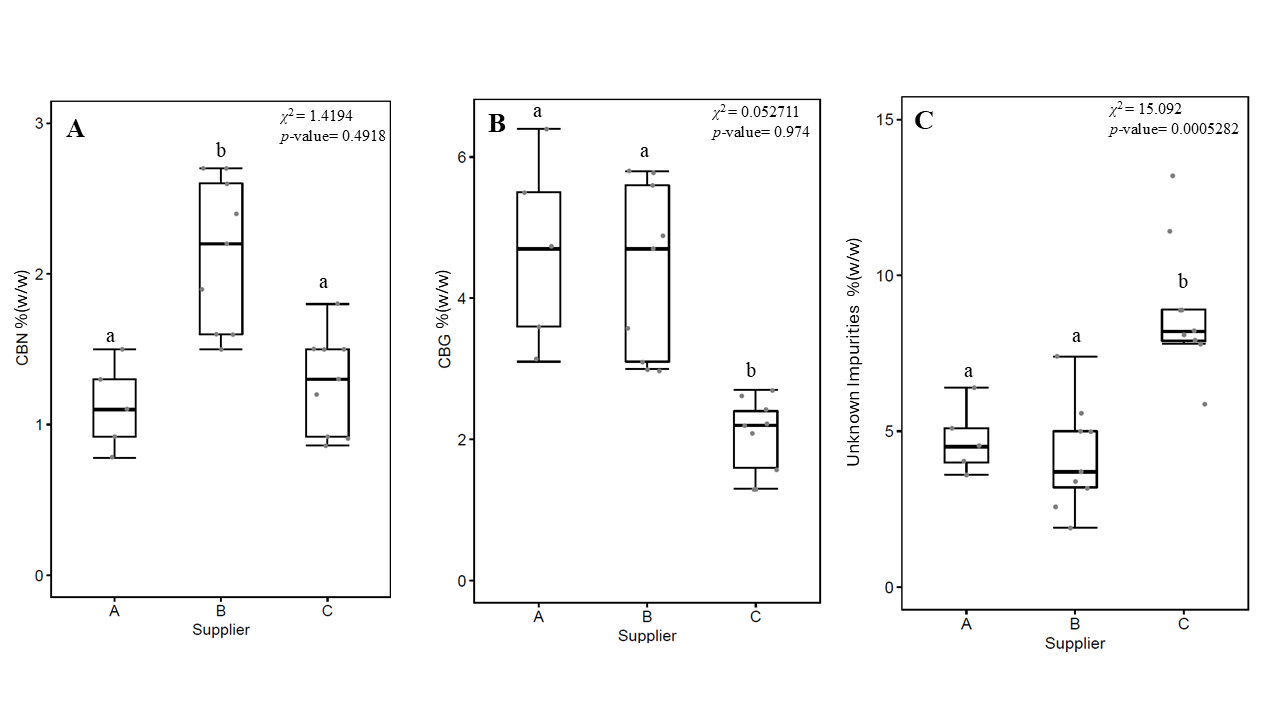 A
χ² = 1.4194
p-value= 0.4918
CBN %(w/w)
3
2
1
0
a
b
a
A
B
C
Supplier
B
χ² = 0.052711
p-value= 0.974
CBG %(w/w)
6
4
2
0
a
a
b
A
B
C
Supplier
C
χ² = 15.092
p-value= 0.0005282
Unknown Impurities %(w/w)
15
10
5
0
a
a
b
A
B
C
Supplier